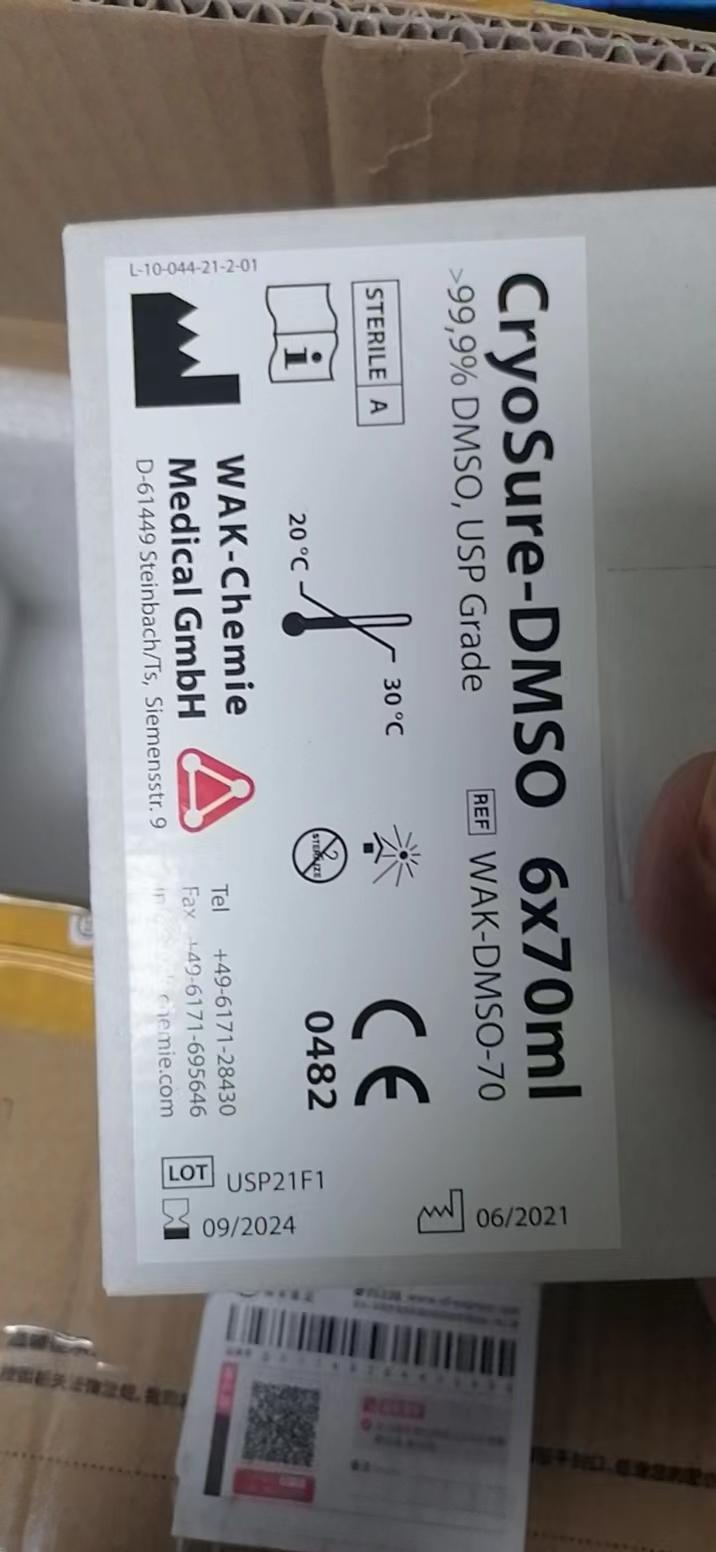 CryoSure-DMSO 6x70ml
>99,9% DMSO, USP Grade
REF WAK-DMSO-70
STERILE A
20 °C
30 °C
STERILIZE
CE
0482
06/2021
L-10-044-21-2-01
WAK-Chemie
Medical GmbH
D-61449 Steinbach/Ts, Siemensstr. 9
Tel +49-6171-28430
Fax +49-6171-695646
LOT USP21F1
09/2024